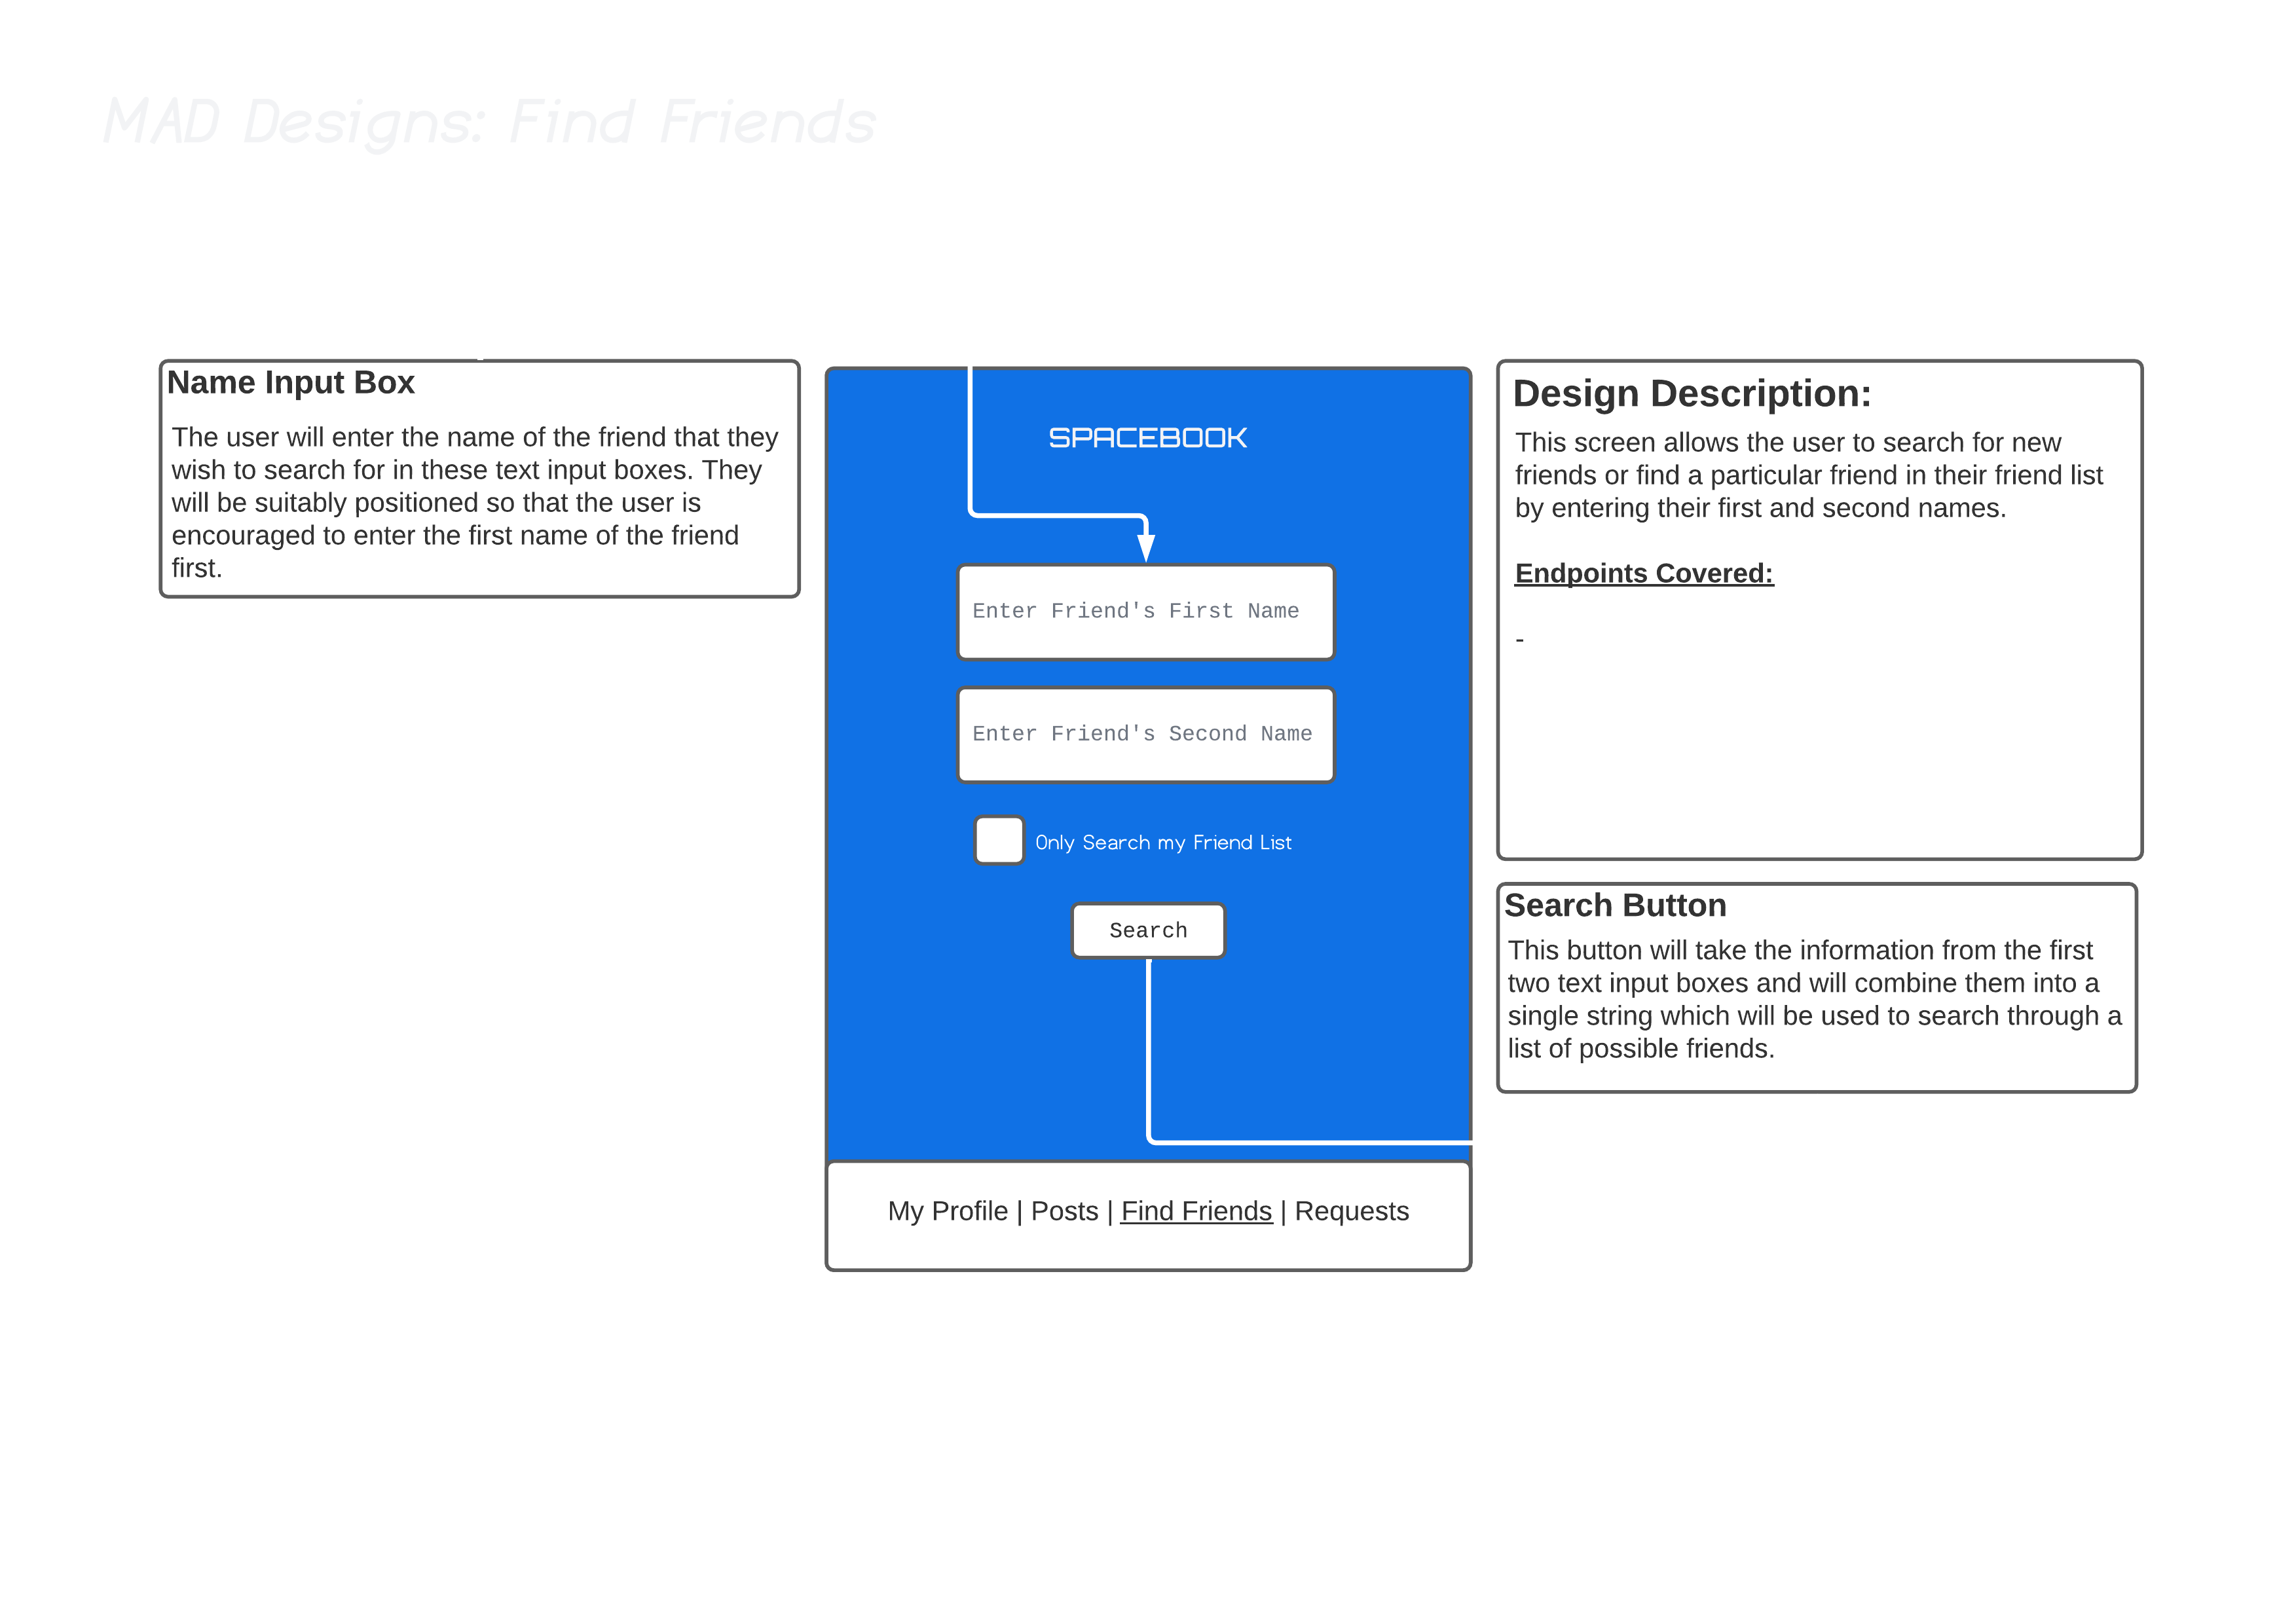 MAD Designs: Find Friends
Name Input Box
The user will enter the name of the friend that they
wish to search for in these text input boxes. They
will be suitably positioned so that the user is
encouraged to enter the first name of the friend
first.
SPACEBOOK
Enter Friend's First Name
Enter Friend's Second Name
Only Search my Friend List
Search
My Profile | Posts | Find Friends | Requests
Design Description:
This screen allows the user to search for new
friends or find a particular friend in their friend list
by entering their first and second names.
Endpoints Covered:
-
Search Button
This button will take the information from the first
two text input boxes and will combine them into a
single string which will be used to search through a
list of possible friends.